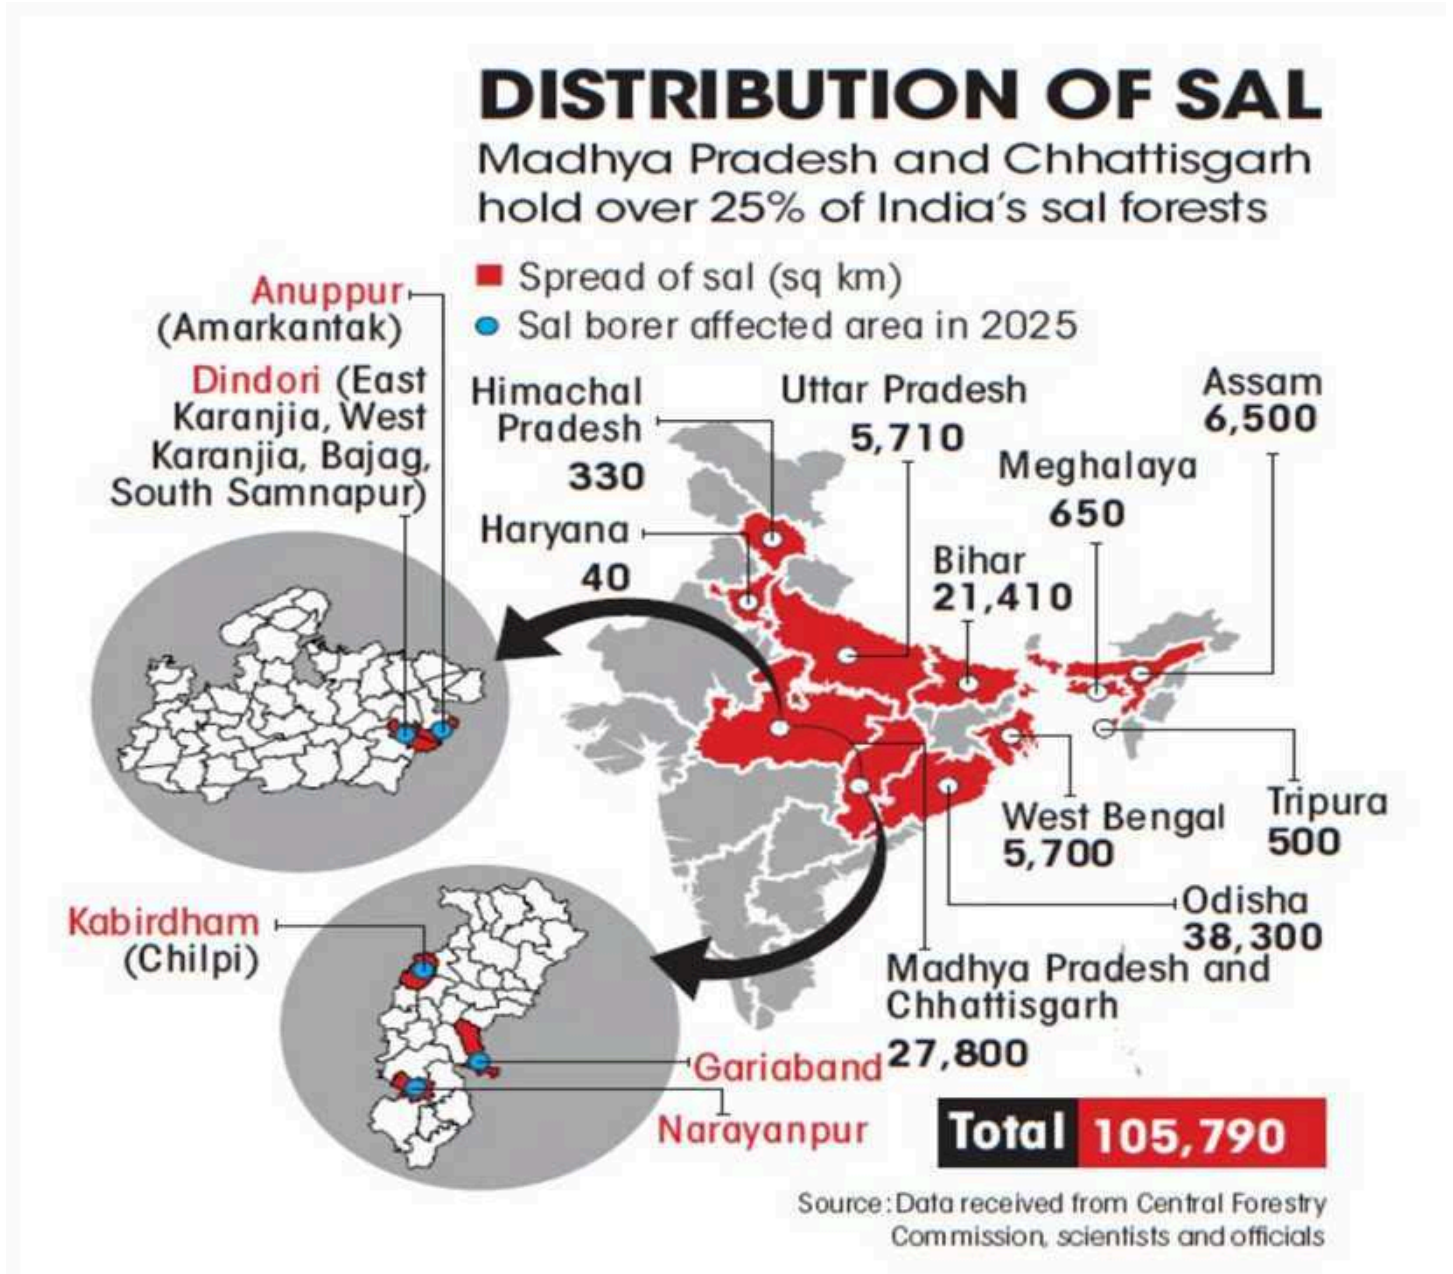 DISTRIBUTION OF SAL
Madhya Pradesh and Chhattisgarh
hold over 25% of India's sal forests
Spread of sal (sq km)
Sal borer affected area in 2025
Anuppur
(Amarkantak)
Dindori (East
Karanjia, West
Karanjia, Bajag,
South Samnapur)
Himachal
Pradesh
330
Haryana
40
Uttar Pradesh
5,710
Assam
6,500
Meghalaya
650
Bihar
21,410
West Bengal
5,700
Tripura
500
Odisha
38,300
Madhya Pradesh and
Chhattisgarh
27,800
Kabirdham
(Chilpi)
Gariaband
Narayanpur
Total 105,790
Source: Data received from Central Forestry
Commission, scientists and officials